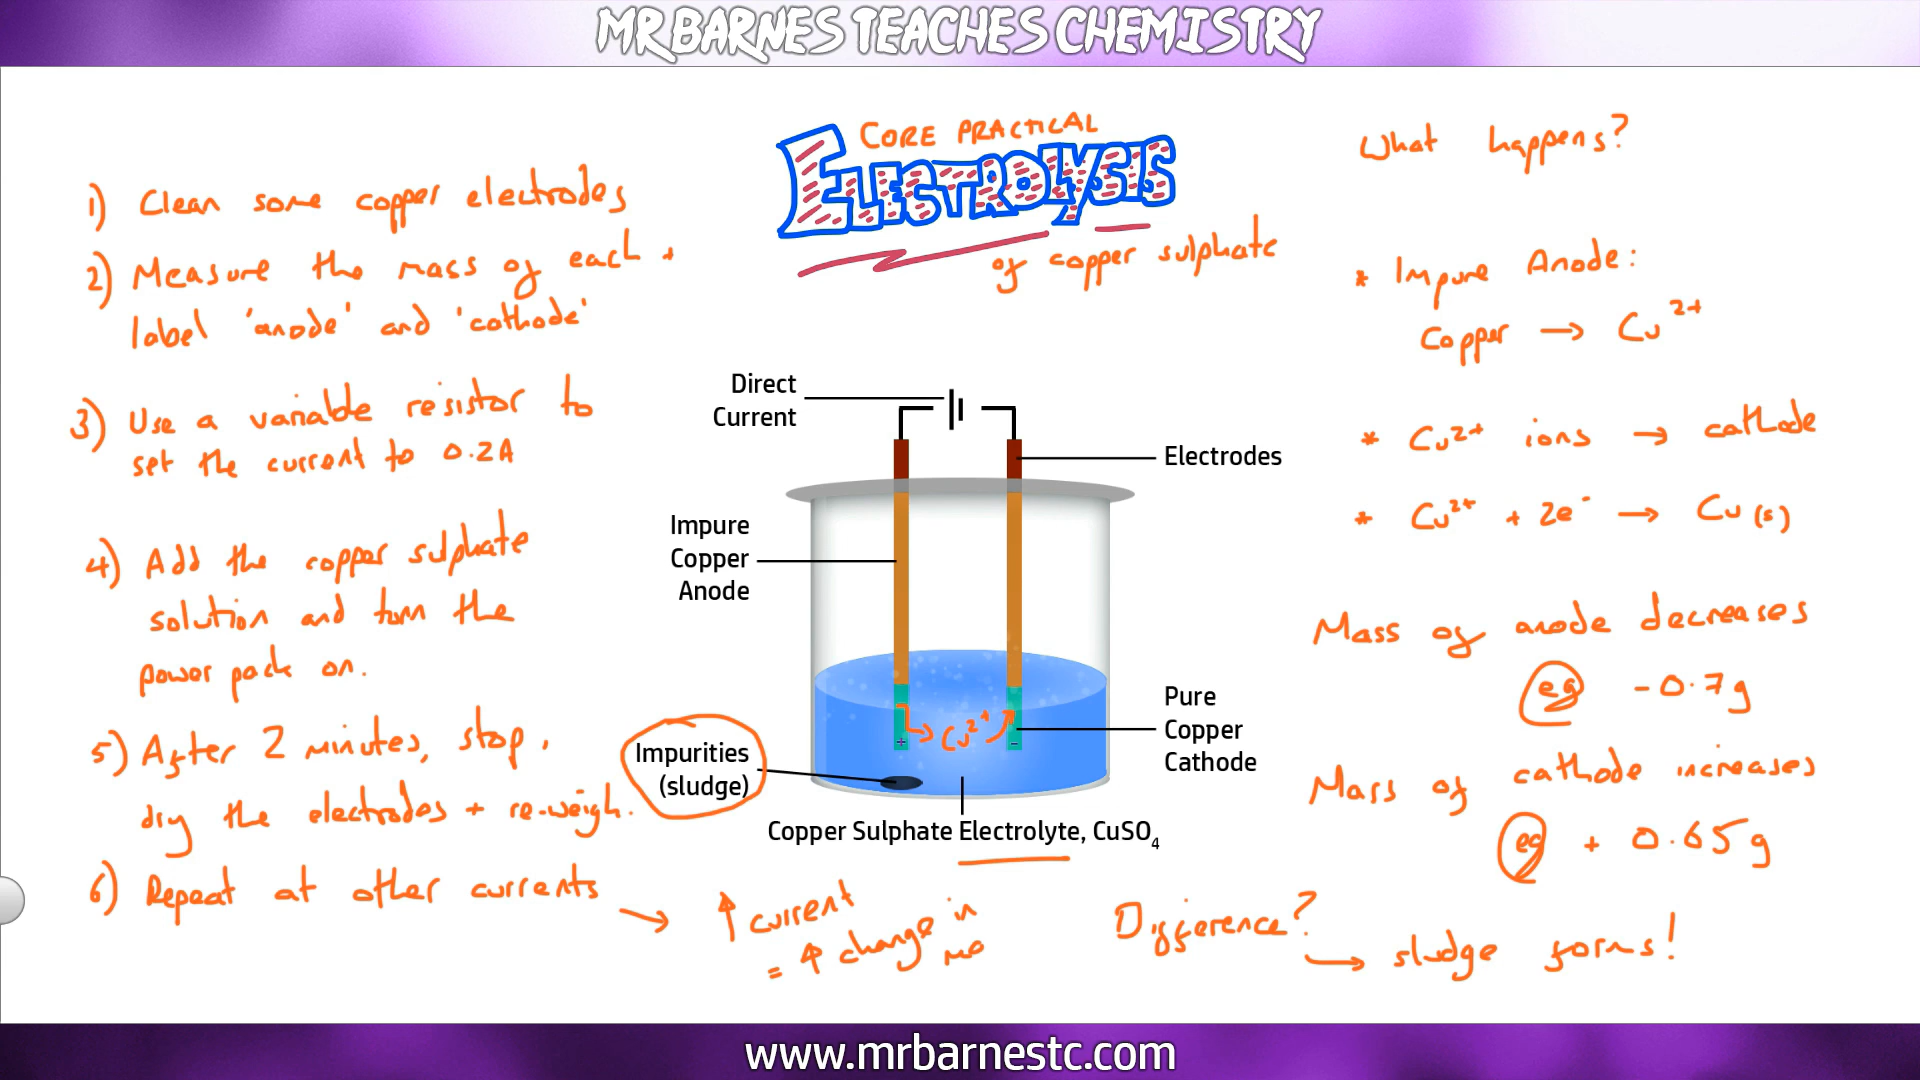 MR BARNES TEACHES CHEMISTRY
CORE PRACTICAL
ELECTROLYSIS
of copper sulphate
1) Clean some copper electrodes
2) Measure the mass of each +
label 'anode' and 'cathode'
3) Use a variable resistor to
set the current to 0.2A
4) Add the copper sulphate
solution and turn the
power pack on.
5) After 2 minutes, stop,
dry the electrodes + re-weigh.
6) Repeat at other currents
→ ↑ current
= ↑ change in
Direct
Current
Electrodes
Impure
Copper
Anode
Pure
Copper
Cathode
Impurities
(sludge)
+ → Cu²⁺ -
Copper Sulphate Electrolyte, CuSO₄
What happens?
* Impure Anode:
Copper → Cu²⁺
* Cu²⁺ ions → cathode
* Cu²⁺ + 2e⁻ → Cu (s)
Mass of anode decreases
eg - 0.7g
Mass of cathode increases
eg + 0.65g
Difference?
→ sludge forms!
www.mrbarnestc.com